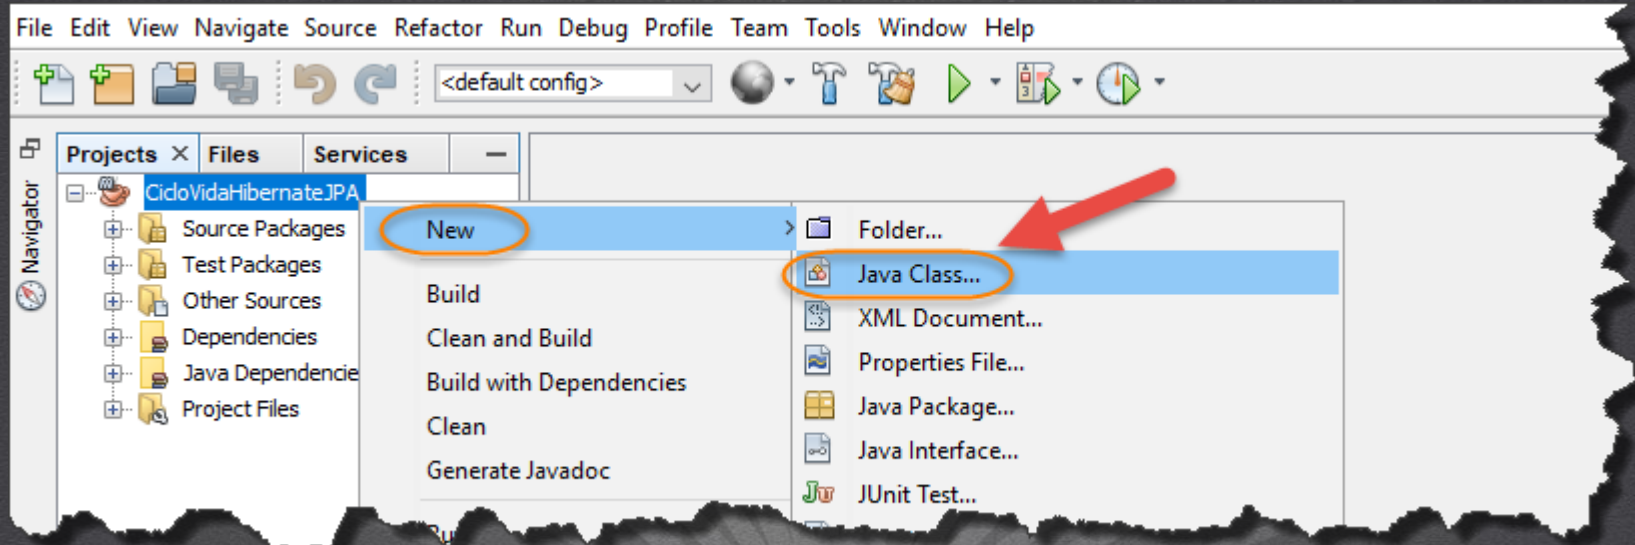 File Edit View Navigate Source Refactor Run Debug Profile Team Tools Window Help
<default config>
Projects Files Services
Navigator
CicloVidaHibernateJPA
Source Packages
Test Packages
Other Sources
Dependencies
Java Dependencie
Project Files
New
Build
Clean and Build
Build with Dependencies
Clean
Generate Javadoc
Folder...
Java Class...
XML Document...
Properties File...
Java Package...
Java Interface...
JUnit Test...